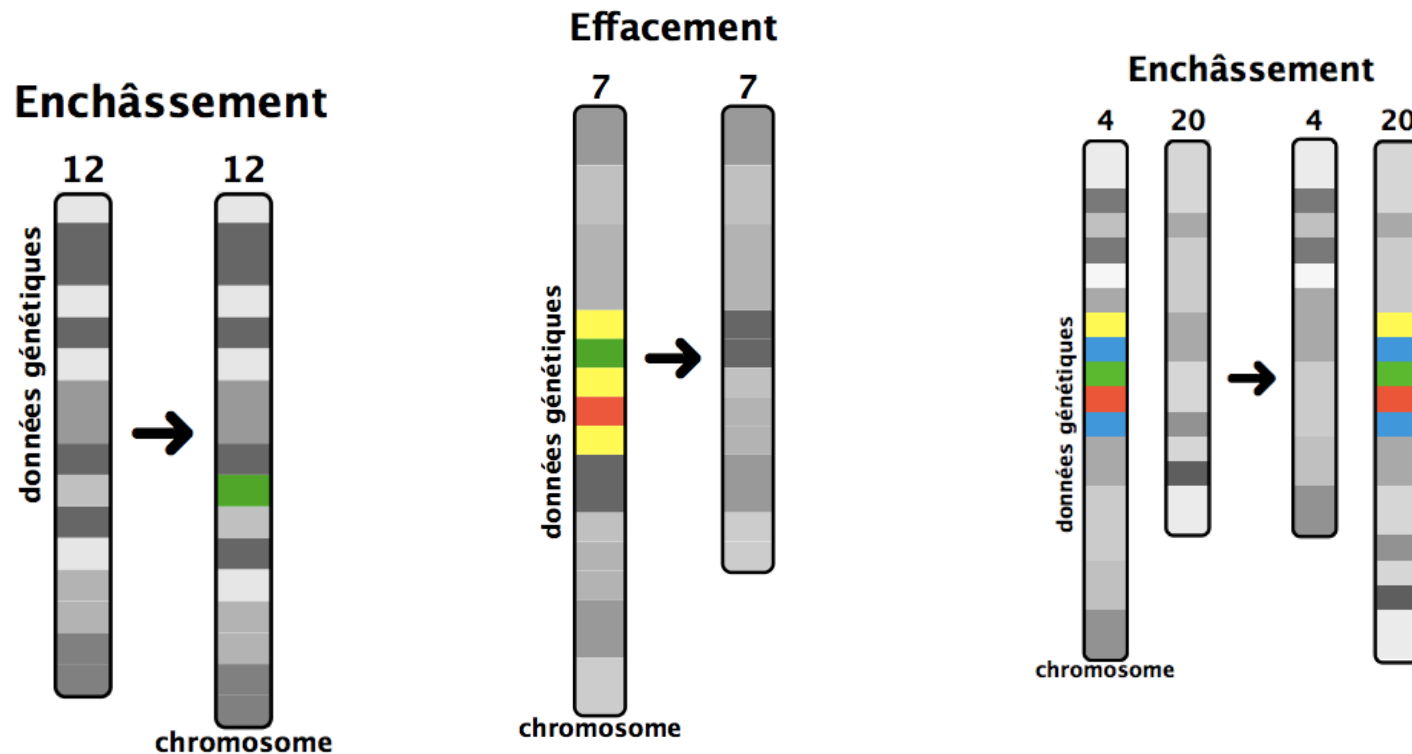 Enchâssement
12 12
données génétiques
chromosome
Effacement
7 7
données génétiques
chromosome
Enchâssement
4 20 4 20
données génétiques
chromosome